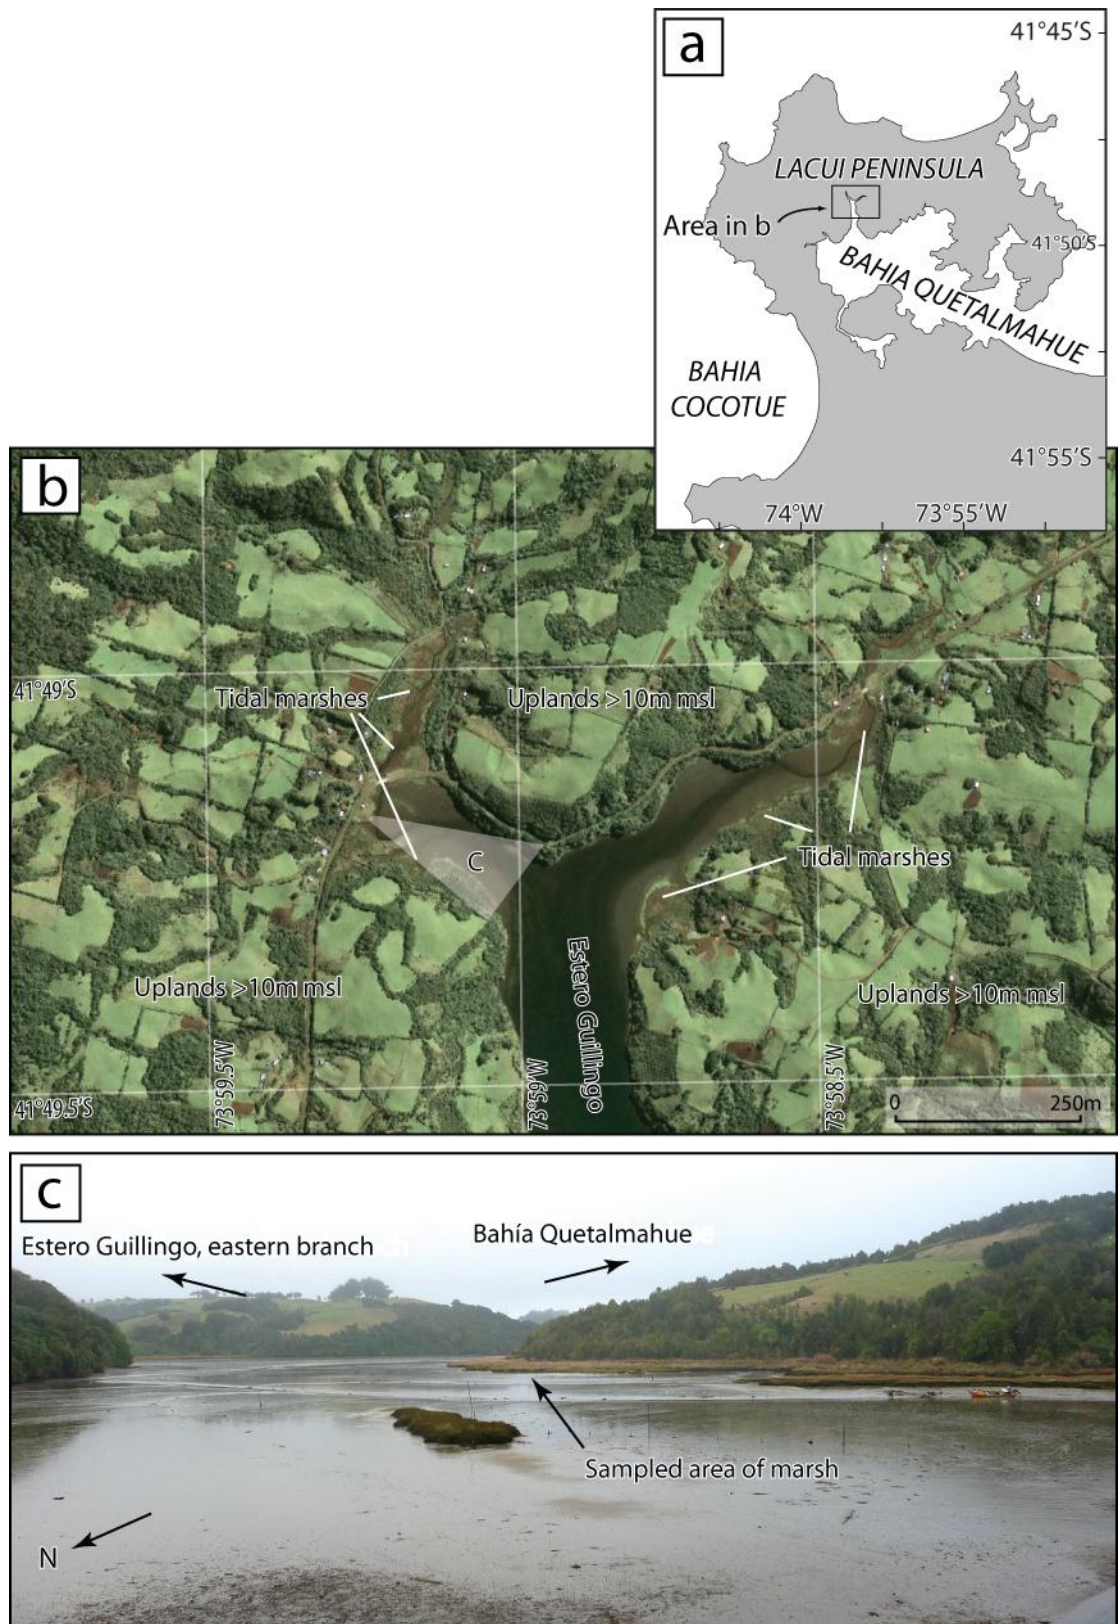 a
41°45'S
LACUI PENINSULA
Area in b
41°50'S
BAHIA QUETALMAHUE
BAHIA
COCOTUE
41°55'S
74°W
73°55'W
b
41°49'S
Tidal marshes
Uplands >10m msl
C
Tidal marshes
Estero Guillingo
Uplands >10m msl
Uplands >10m msl
73°59.5'W
73°59'W
73°58.5'W
41°49.5'S
0
250m
c
Estero Guillingo, eastern branch
Bahía Quetalmahue
Sampled area of marsh
N